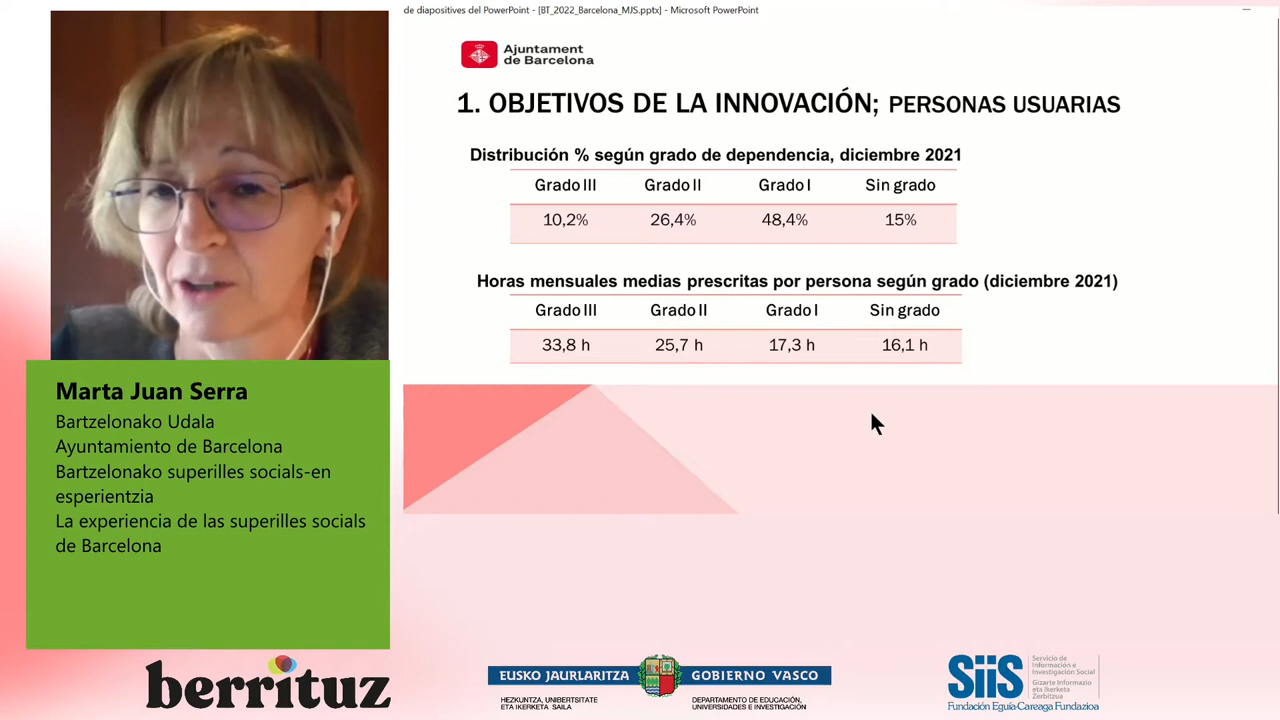 de diapositives del PowerPoint - [BT_2022_Barcelona_MJS.pptx] - Microsoft PowerPoint
Ajuntament
de Barcelona
1. OBJETIVOS DE LA INNOVACIÓN; PERSONAS USUARIAS
Distribución % según grado de dependencia, diciembre 2021
Grado III Grado II Grado I Sin grado
10,2% 26,4% 48,4% 15%
Horas mensuales medias prescritas por persona según grado (diciembre 2021)
Grado III Grado II Grado I Sin grado
33,8 h 25,7 h 17,3 h 16,1 h
Marta Juan Serra
Bartzelonako Udala
Ayuntamiento de Barcelona
Bartzelonako superilles socials-en
esperientzia
La experiencia de las superilles socials
de Barcelona
berrituz
EUSKO JAURLARITZA GOBIERNO VASCO
HEZKUNTZA, UNIBERTSITATE
ETA IKERKETA SAILA
DEPARTAMENTO DE EDUCACIÓN,
UNIVERSIDADES E INVESTIGACIÓN
SiiS
Servicio de
Información e
Investigación Social
Gizarte Informazio
eta Ikerketa
Zerbitzua
Fundación Eguía-Careaga Fundazioa